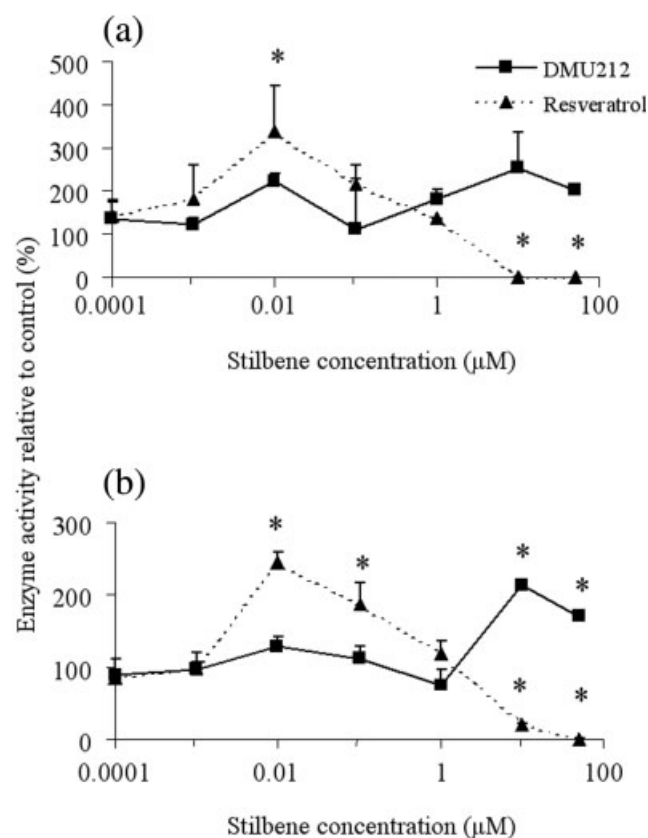 (a)
*
500
400
300
200
100
0
DMU212
Resveratrol
* *
0.0001 0.01 1 100
Stilbene concentration (µM)
Enzyme activity relative to control (%)
(b)
300
200
100
0
* * * *
* *
0.0001 0.01 1 100
Stilbene concentration (µM)